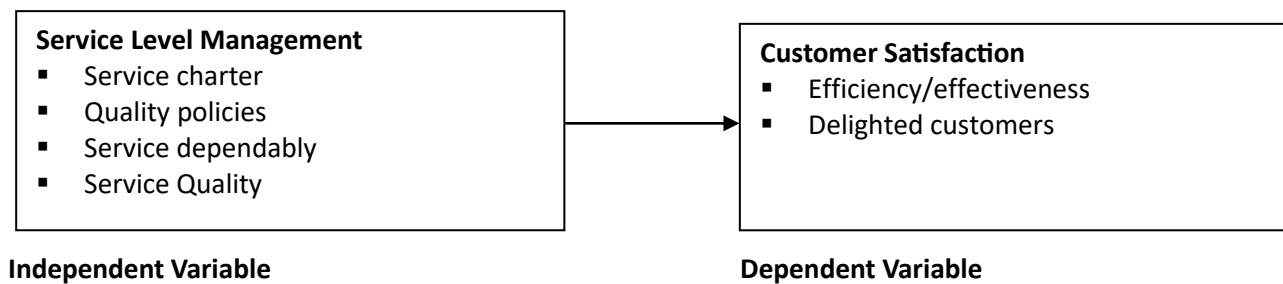 Service Level Management
▪ Service charter
▪ Quality policies
▪ Service dependably
▪ Service Quality
Customer Satisfaction
▪ Efficiency/effectiveness
▪ Delighted customers
Independent Variable
Dependent Variable